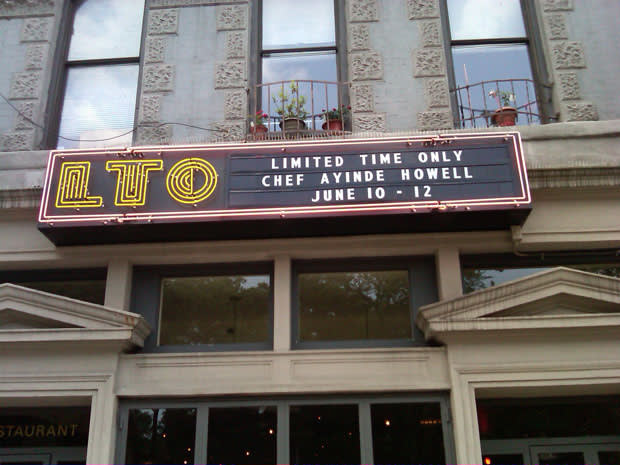 LTO
LIMITED TIME ONLY
CHEF AYINDE HOWELL
JUNE 10 - 12
STAURANT